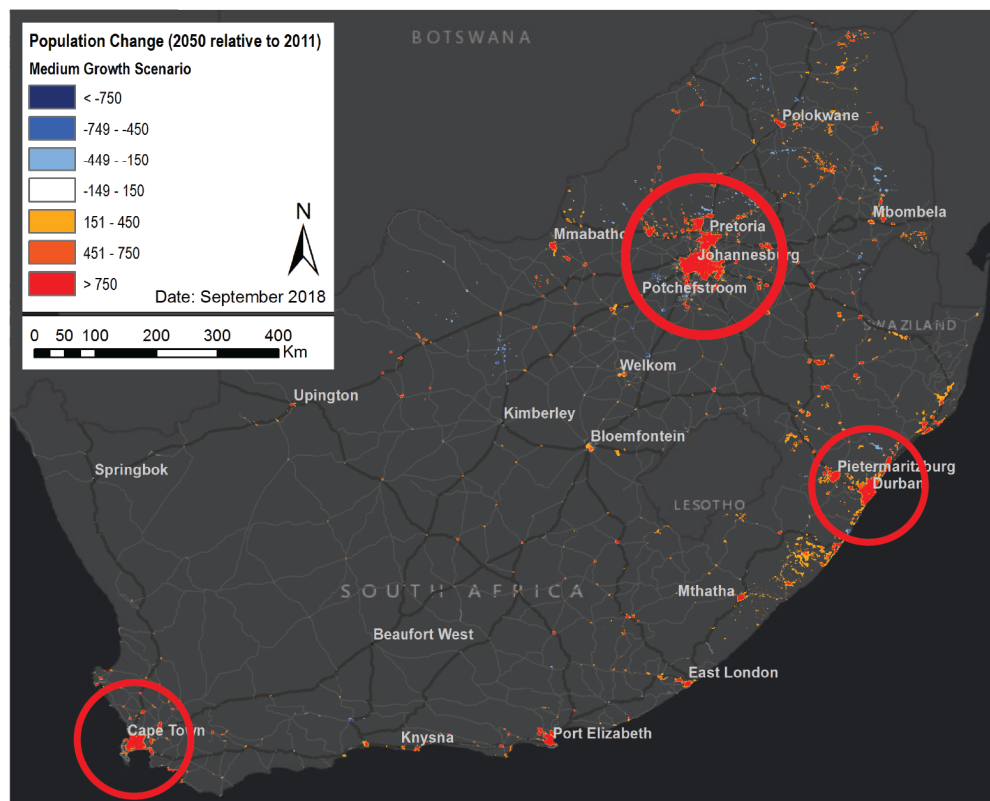 Population Change (2050 relative to 2011)
Medium Growth Scenario
< -750
-749 - -450
-449 - -150
-149 - 150
151 - 450
451 - 750
> 750
N
Date: September 2018
0 50 100 200 300 400
Km
BOTSWANA
Polokwane
Mbombela
Mmabatho
Pretoria
Johannesburg
Potchefstroom
SWAZILAND
Welkom
Upington
Kimberley
Bloemfontein
Springbok
Pietermaritzburg
Durban
LESOTHO
SOUTH AFRICA
Mthatha
Beaufort West
East London
Cape Town
Knysna
Port Elizabeth